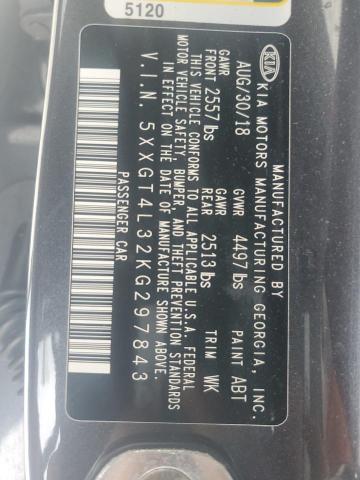 5120
KIA
MANUFACTURED BY
KIA MOTORS MANUFACTURING GEORGIA, INC.
AUG/30/18 GVWR 4497 lbs PAINT ABT
GAWR FRONT 2557 lbs GAWR REAR 2513 lbs TRIM WK
THIS VEHICLE CONFORMS TO ALL APPLICABLE U.S.A. FEDERAL
MOTOR VEHICLE SAFETY, BUMPER, AND THEFT PREVENTION STANDARDS
IN EFFECT ON THE DATE OF MANUFACTURE SHOWN ABOVE.
V.I.N. 5XXGT4L32KG297843
PASSENGER CAR